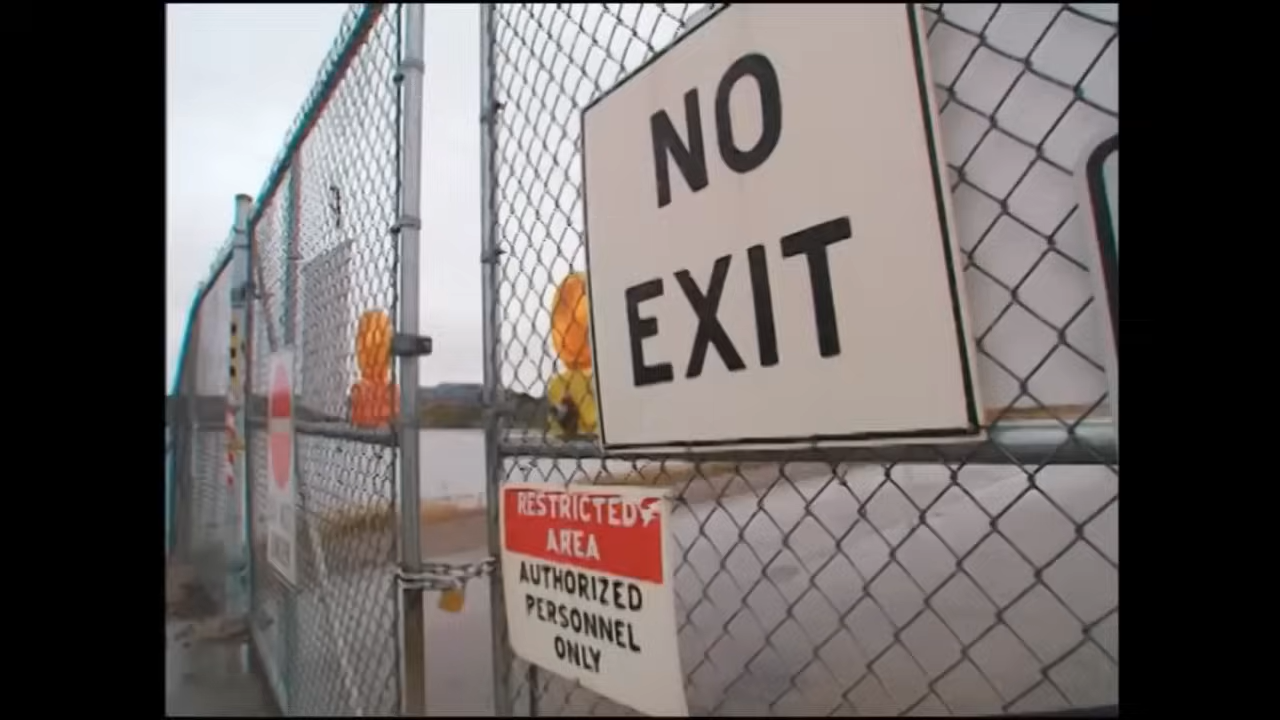 NO
EXIT
RESTRICTED
AREA
AUTHORIZED
PERSONNEL
ONLY